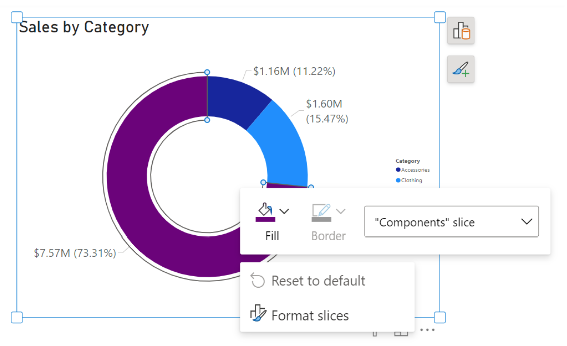 Sales by Category
$1.16M (11.22%)
$1.60M
(15.47%)
Category
Accessories
Clothing
Fill
Border
"Components" slice
$7.57M (73.31%)
Reset to default
Format slices